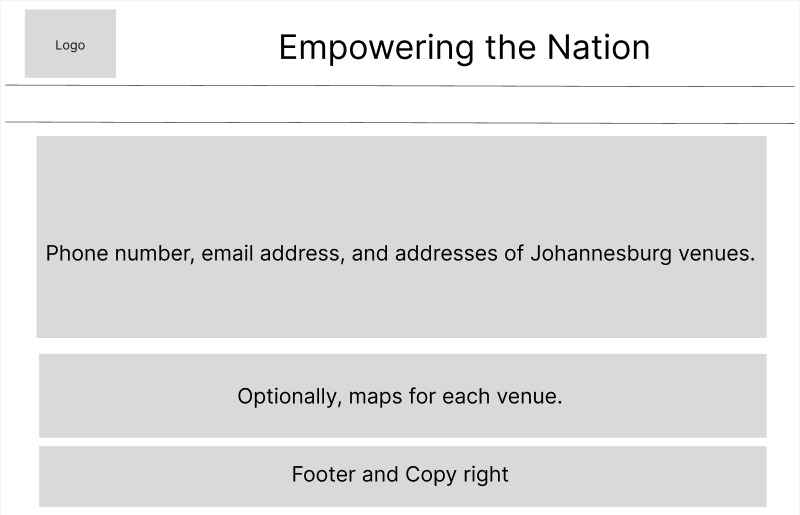 Logo
Empowering the Nation
Phone number, email address, and addresses of Johannesburg venues.
Optionally, maps for each venue.
Footer and Copy right